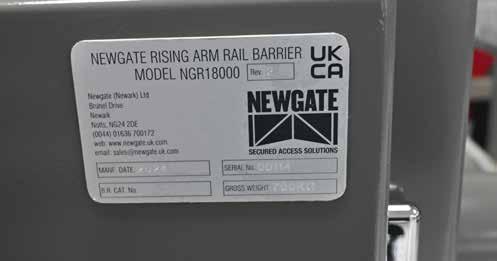 NEWGATE RISING ARM RAIL BARRIER
MODEL NGR18000 Rev.
UK
CA
Newgate (Newark) Ltd
Brunel Drive
Newark
Notts, NG24 2DE
(0044) 01636 700172
web: www.newgate.uk.com
email: sales@newgate.uk.com
NEWGATE
SECURED ACCESS SOLUTIONS
MANF. DATE.
SERIAL No.
B.R. CAT. No.
GROSS WEIGHT.